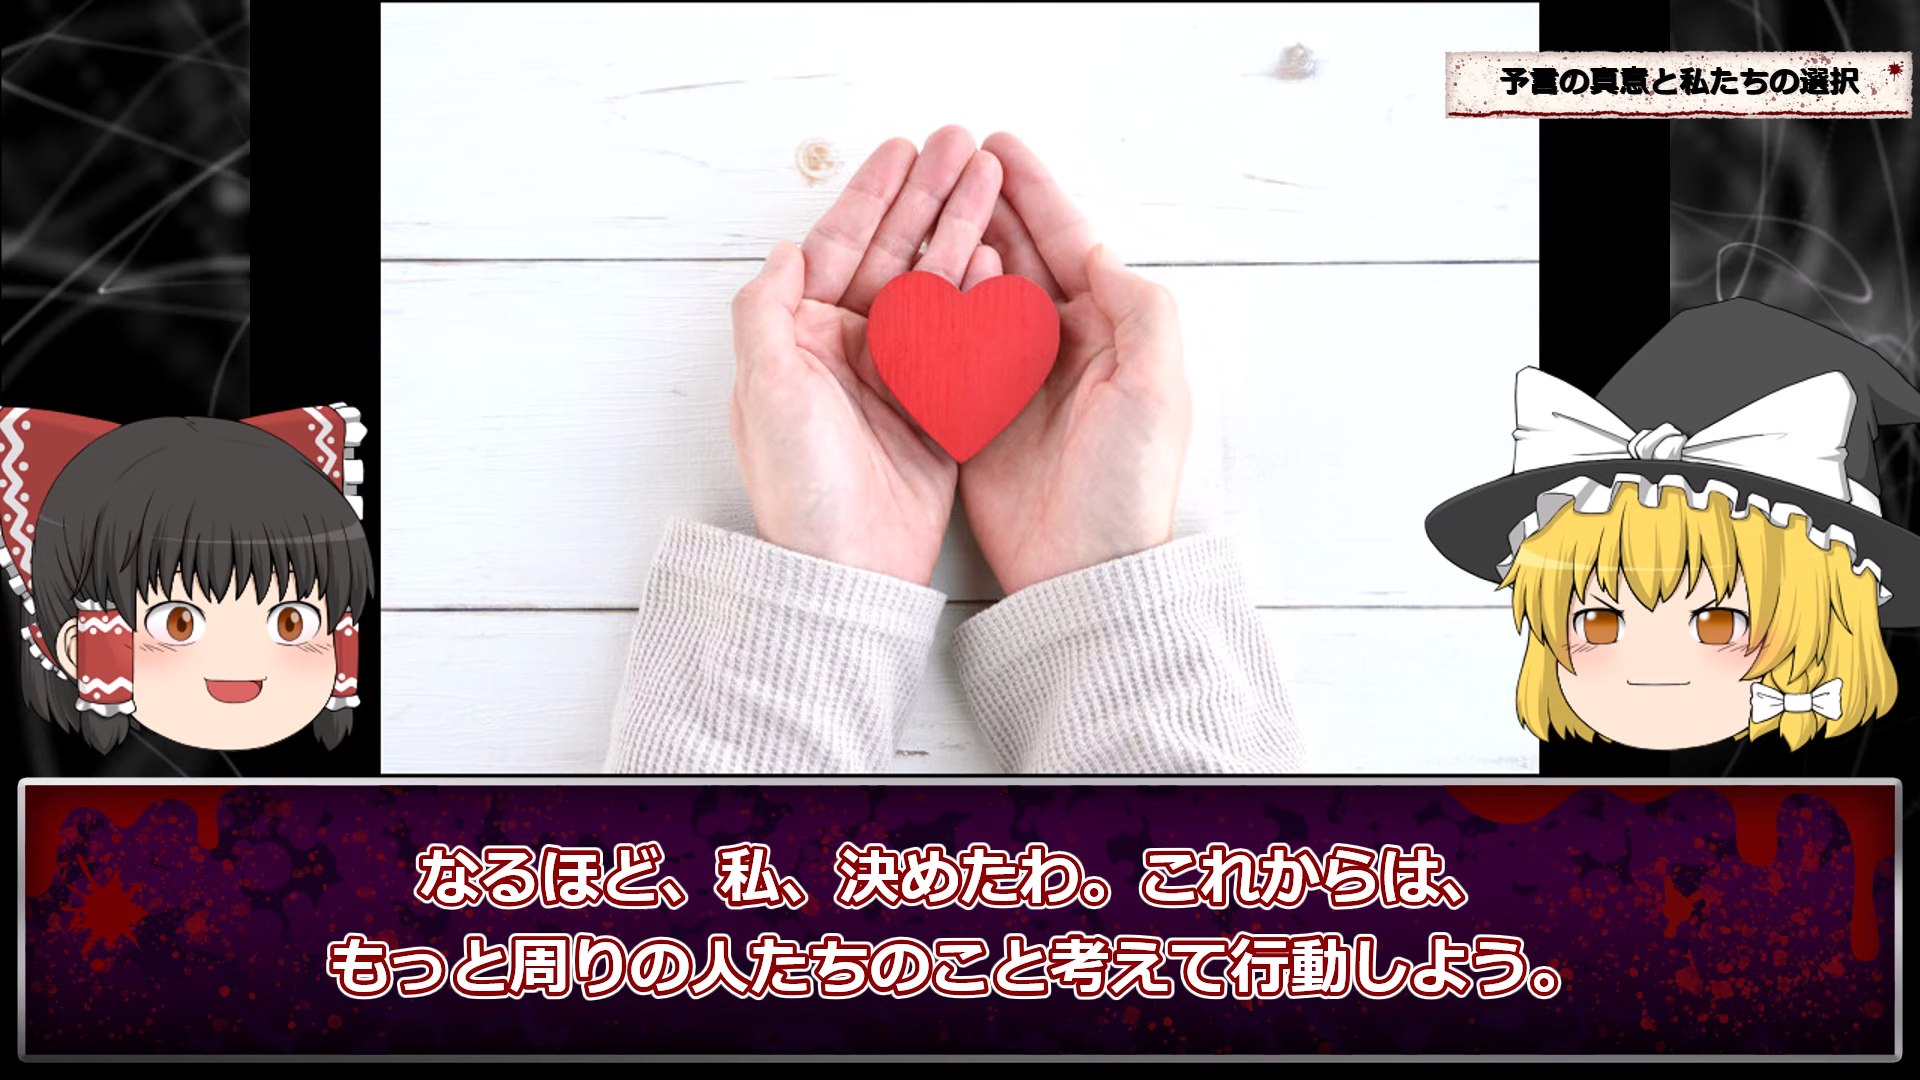 予言の真意と私たちの選択
なるほど、私、決めたわ。これからは、
もっと周りの人たちのこと考えて行動しよう。